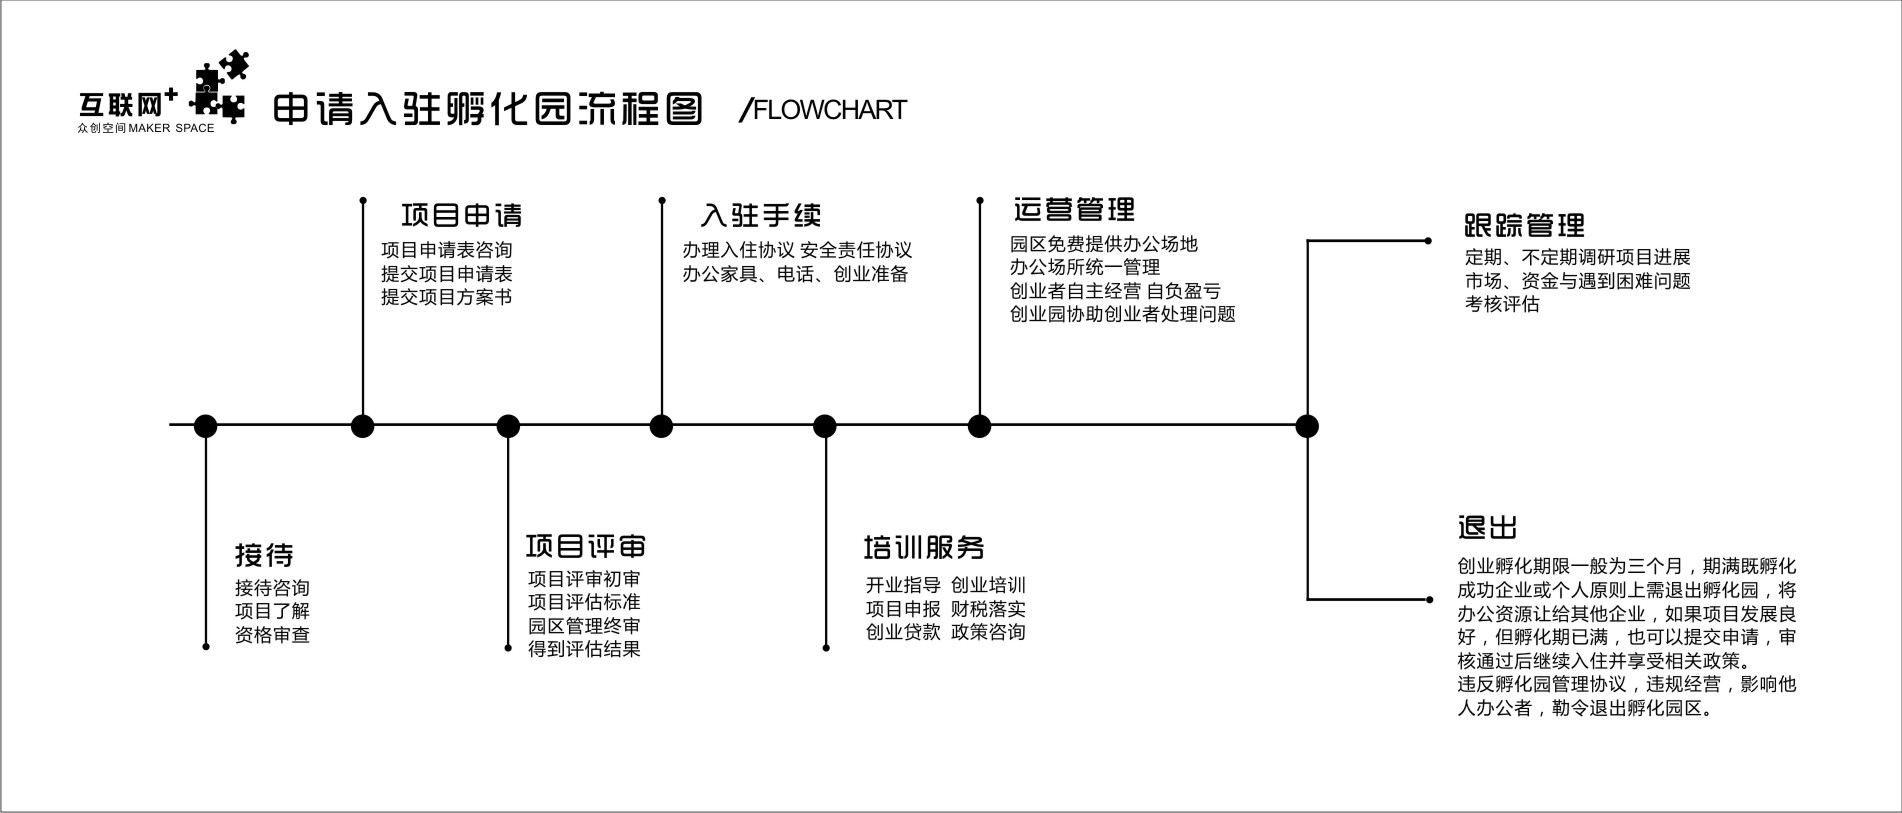 互联网+
众创空间MAKER SPACE
申请入驻孵化园流程图 /FLOWCHART
项目申请
项目申请表咨询
提交项目申请表
提交项目方案书
入驻手续
办理入住协议 安全责任协议
办公家具、电话、创业准备
运营管理
园区免费提供办公场地
办公场所统一管理
创业者自主经营 自负盈亏
创业园协助创业者处理问题
跟踪管理
定期、不定期调研项目进展
市场、资金与遇到困难问题
考核评估
接待
接待咨询
项目了解
资格审查
项目评审
项目评审初审
项目评估标准
园区管理终审
得到评估结果
培训服务
开业指导 创业培训
项目申报 财税落实
创业贷款 政策咨询
退出
创业孵化期限一般为三个月，期满既孵化
成功企业或个人原则上需退出孵化园，将
办公资源让给其他企业，如果项目发展良
好，但孵化期已满，也可以提交申请，审
核通过后继续入住并享受相关政策。
违反孵化园管理协议，违规经营，影响他
人办公者，勒令退出孵化园区。